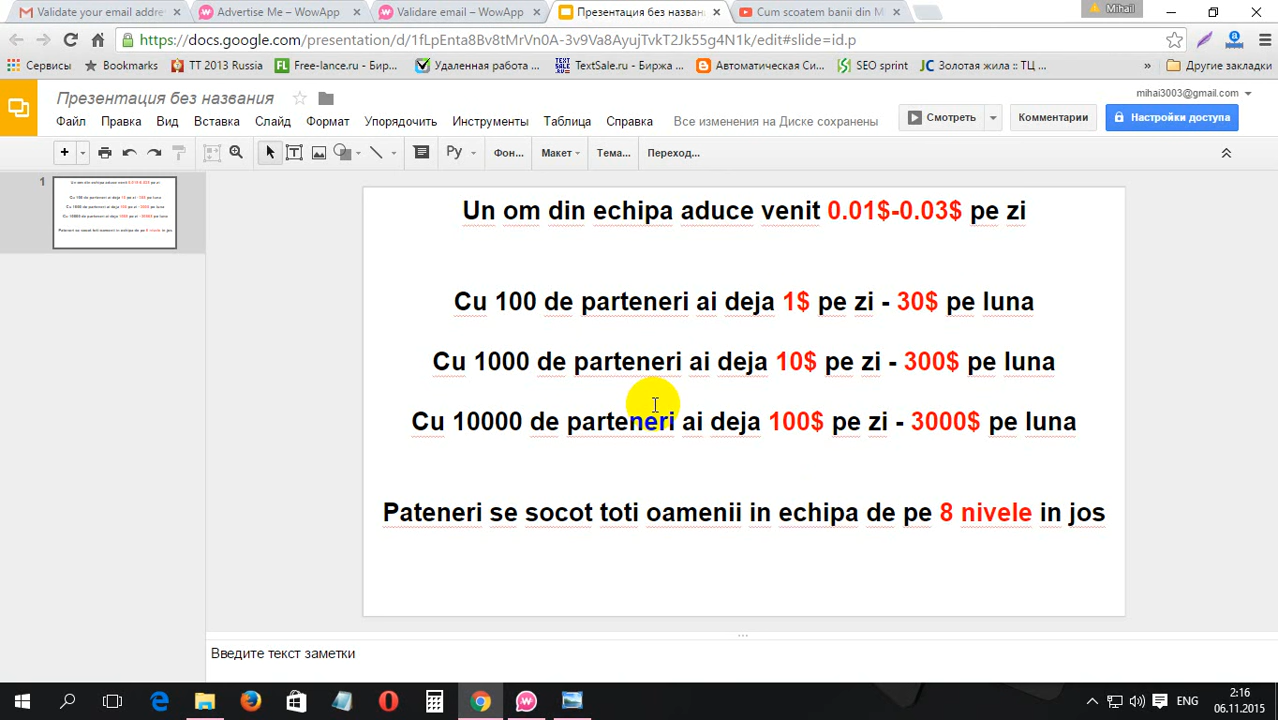 Validate your email addre
Advertise Me – WowApp
Validare email – WowApp
Презентация без назван
Cum scoatem banii din M
Mihail
https://docs.google.com/presentation/d/1fLpEnta8Bv8tMrVn0A-3v9Va8AyujTvkT2Jk55g4N1k/edit#slide=id.p
Сервисы
Bookmarks
TT 2013 Russia
Free-lance.ru - Бирж...
Удаленная работа ...
TextSale.ru - Биржа ...
Автоматическая Си...
SEO sprint
Золотая жила :: ТЦ ...
»
Другие закладки
Презентация без названия
mihai3003@gmail.com
Файл Правка Вид Вставка Слайд Формат Упорядочить Инструменты Таблица Справка
Все изменения на Диске сохранены
Смотреть
Комментарии
Настройки доступа
Фон...
Макет
Тема...
Переход...
1
Un om din echipa aduce venit 0.01$-0.03$ pe zi
Cu 100 de parteneri ai deja 1$ pe zi - 30$ pe luna
Cu 1000 de parteneri ai deja 10$ pe zi - 300$ pe luna
Cu 10000 de parteneri ai deja 100$ pe zi - 3000$ pe luna
Pateneri se socot toti oamenii in echipa de pe 8 nivele in jos
Введите текст заметки
ENG
2:16
06.11.2015